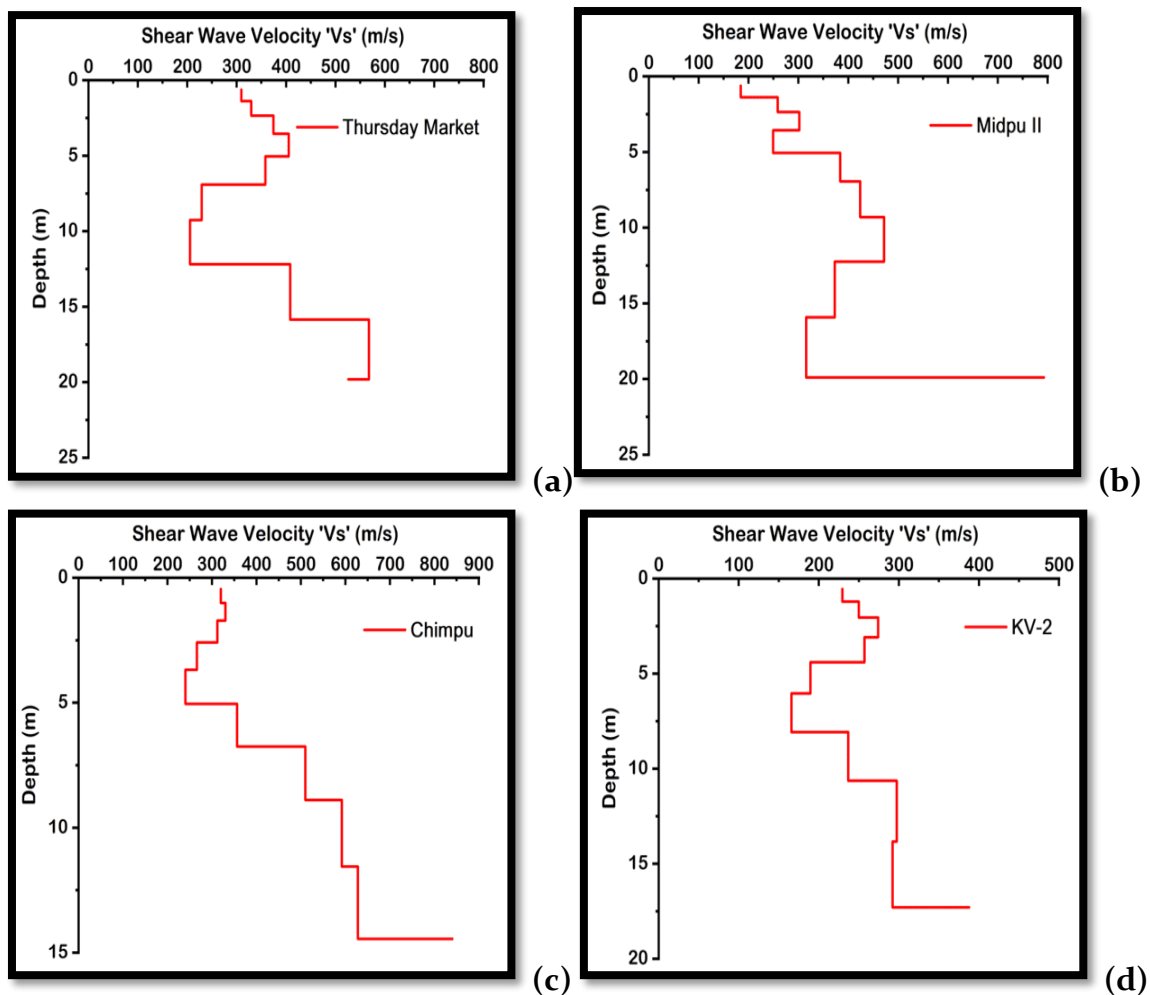 Shear Wave Velocity 'Vs' (m/s)
0 100 200 300 400 500 600 700 800
0
5
10
15
20
25
Depth (m)
Thursday Market
(a)
Shear Wave Velocity 'Vs' (m/s)
0 100 200 300 400 500 600 700 800
0
5
10
15
20
25
Depth (m)
Midpu II
(b)
Shear Wave Velocity 'Vs' (m/s)
0 100 200 300 400 500 600 700 800 900
0
5
10
15
Depth (m)
Chimpu
(c)
Shear Wave Velocity 'Vs' (m/s)
0 100 200 300 400 500
0
5
10
15
20
Depth (m)
KV-2
(d)